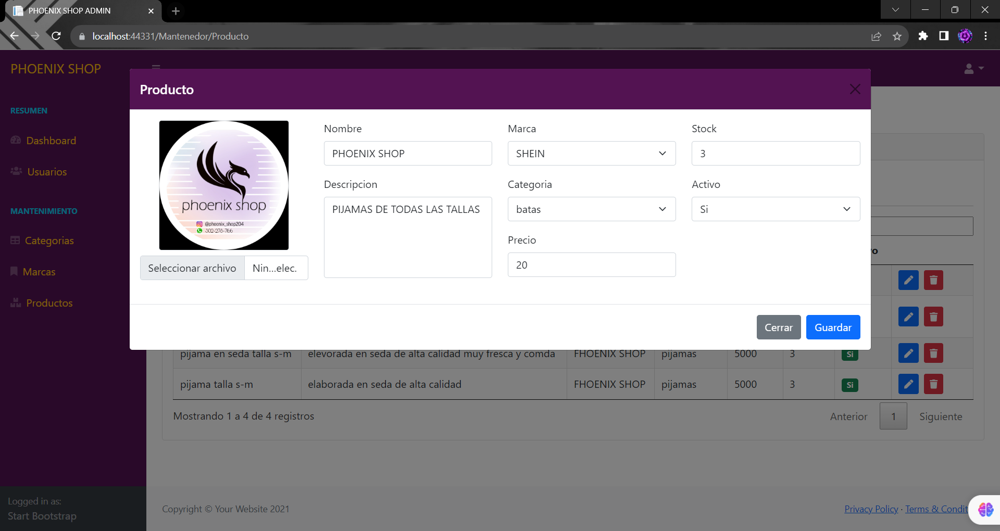 PHOENIX SHOP ADMIN
localhost:44331/Mantenedor/Producto
PHOENIX SHOP
RESUMEN
Dashboard
Usuarios
MANTENIMIENTO
Categorias
Marcas
Productos
Logged in as:
Start Bootstrap
Producto
phoenix shop
@phoenix_shop204
302-278-7166
Seleccionar archivo
Nin...elec.
Nombre
PHOENIX SHOP
Descripcion
PIJAMAS DE TODAS LAS TALLAS
Marca
SHEIN
Categoria
batas
Precio
20
Stock
3
Activo
Si
Cerrar
Guardar
pijama en seda talla s-m elevorada en seda de alta calidad muy fresca y comda FHOENIX SHOP pijamas 5000 3 Si
pijama talla s-m elaborada en seda de alta calidad FHOENIX SHOP pijamas 5000 3 Si
Mostrando 1 a 4 de 4 registros
Anterior 1 Siguiente
Copyright © Your Website 2021
Privacy Policy · Terms & Condit